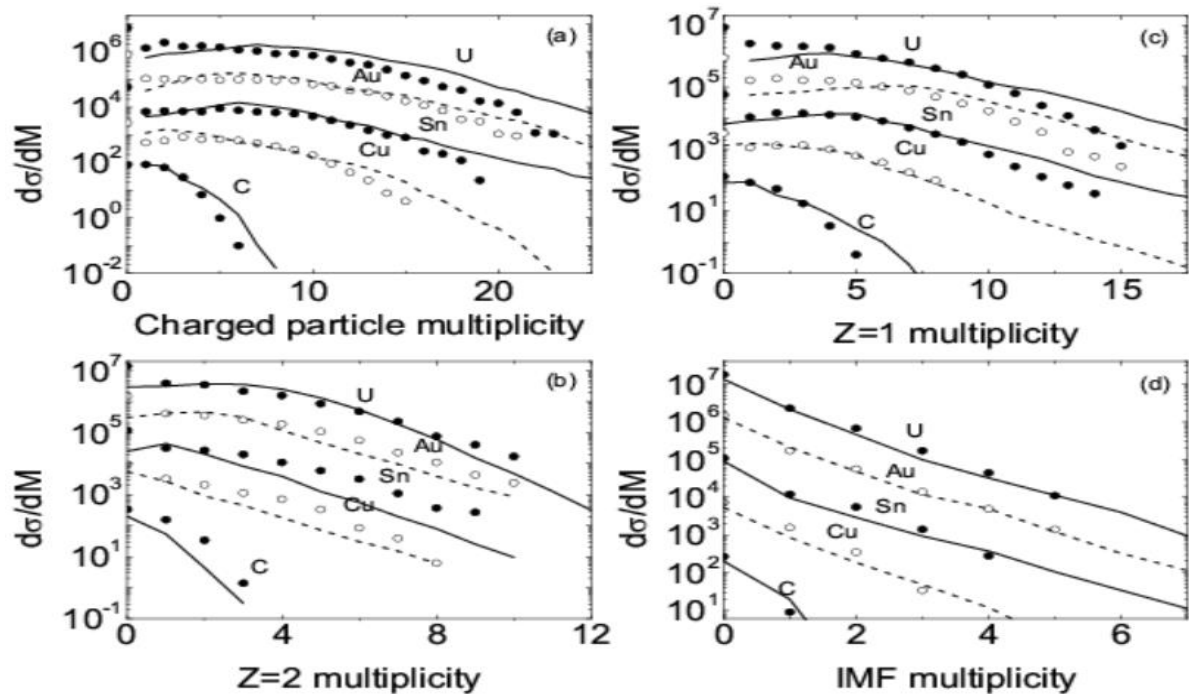 (a)
dσ/dM
10^6
10^4
10^2
10^0
10^-2
U
Au
Sn
Cu
C
0 10 20
Charged particle multiplicity
(c)
dσ/dM
10^7
10^5
10^3
10^1
10^-1
U
Au
Sn
Cu
C
0 5 10 15
Z=1 multiplicity
(b)
dσ/dM
10^7
10^5
10^3
10^1
10^-1
U
Au
Sn
Cu
C
0 4 8 12
Z=2 multiplicity
(d)
dσ/dM
10^7
10^6
10^5
10^4
10^3
10^2
10^1
U
Au
Sn
Cu
C
0 2 4 6
IMF multiplicity